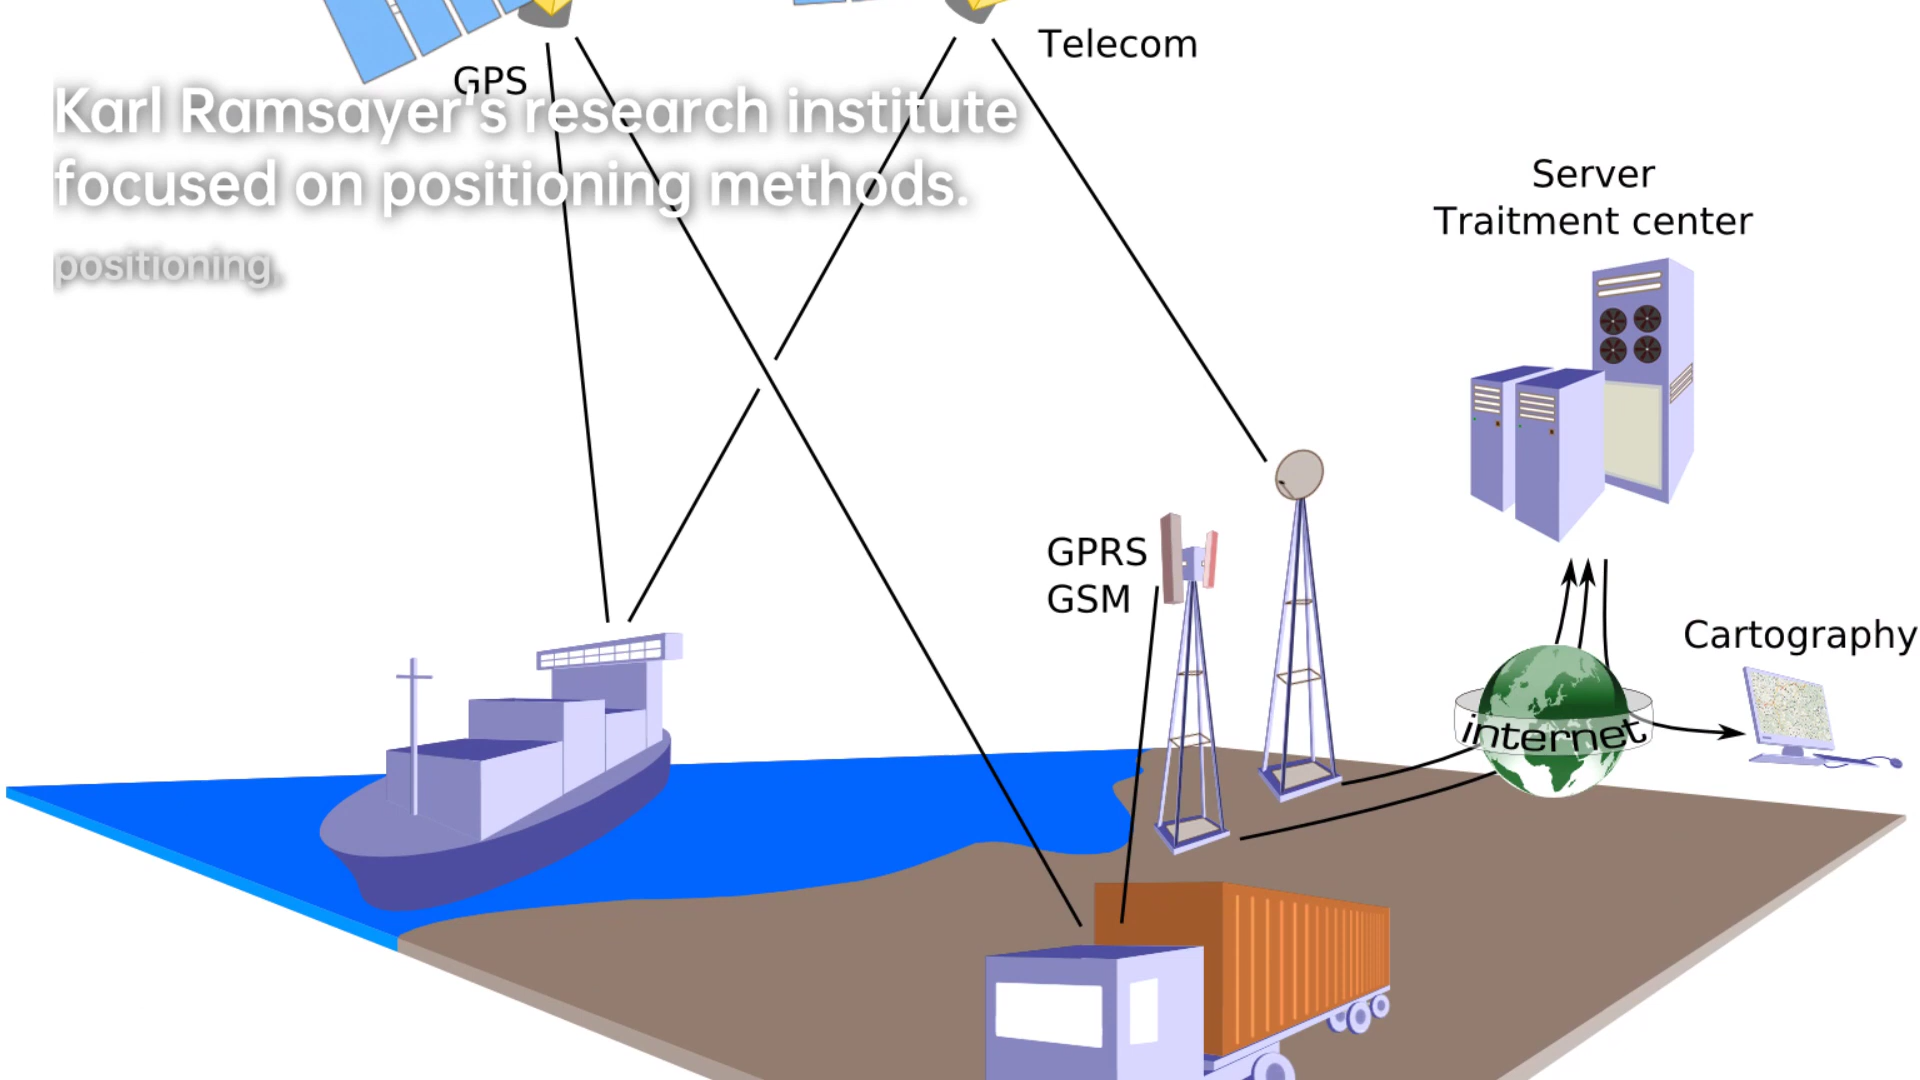 Telecom
GPS
Karl Ramsayer's research institute
focused on positioning methods.
positioning,
Server
Traitment center
GPRS
GSM
Cartography
internet